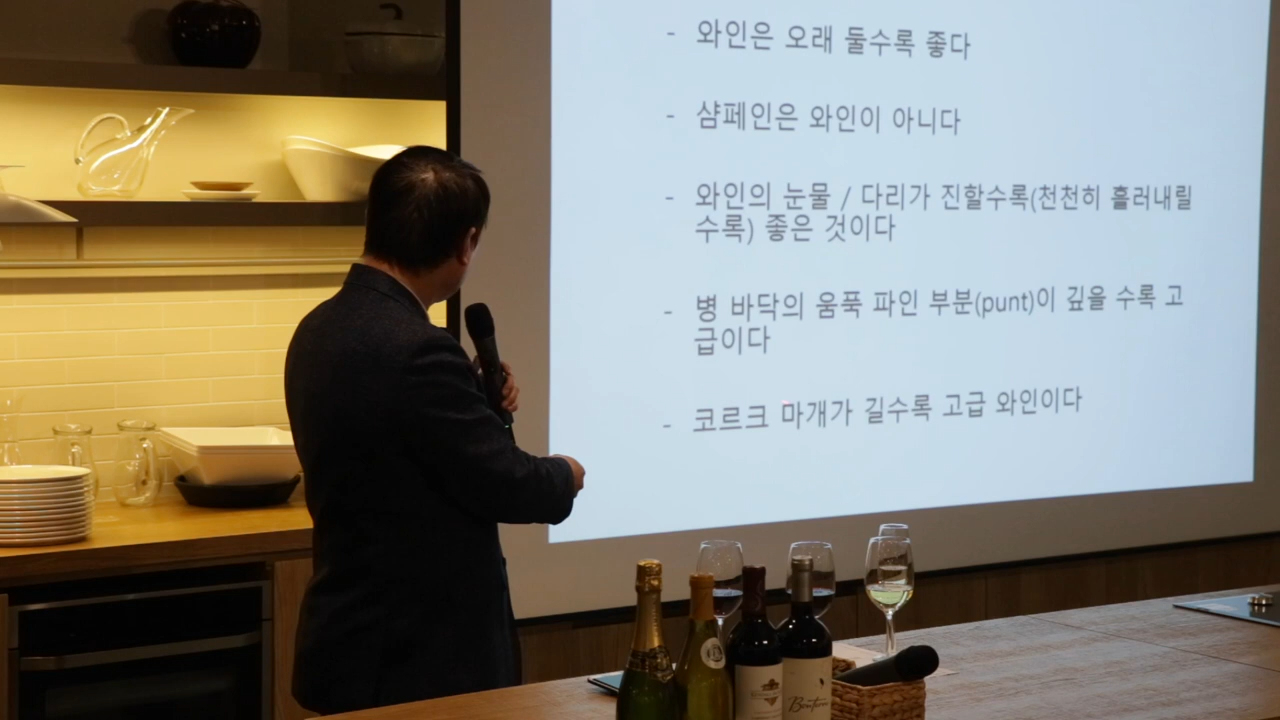 - 와인은 오래 둘수록 좋다
- 샴페인은 와인이 아니다
- 와인의 눈물 / 다리가 진할수록(천천히 흘러내릴
수록) 좋은 것이다
- 병 바닥의 움푹 파인 부분(punt)이 깊을 수록 고
급이다
- 코르크 마개가 길수록 고급 와인이다